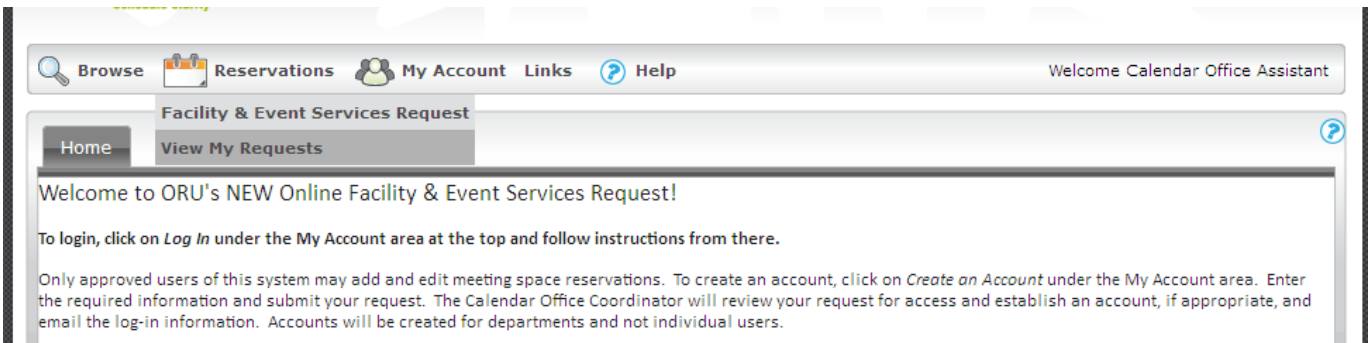 Browse Reservations My Account Links Help Welcome Calendar Office Assistant
Facility & Event Services Request
Home View My Requests
Welcome to ORU's NEW Online Facility & Event Services Request!
To login, click on Log In under the My Account area at the top and follow instructions from there.
Only approved users of this system may add and edit meeting space reservations. To create an account, click on Create an Account under the My Account area. Enter
the required information and submit your request. The Calendar Office Coordinator will review your request for access and establish an account, if appropriate, and
email the log-in information. Accounts will be created for departments and not individual users.